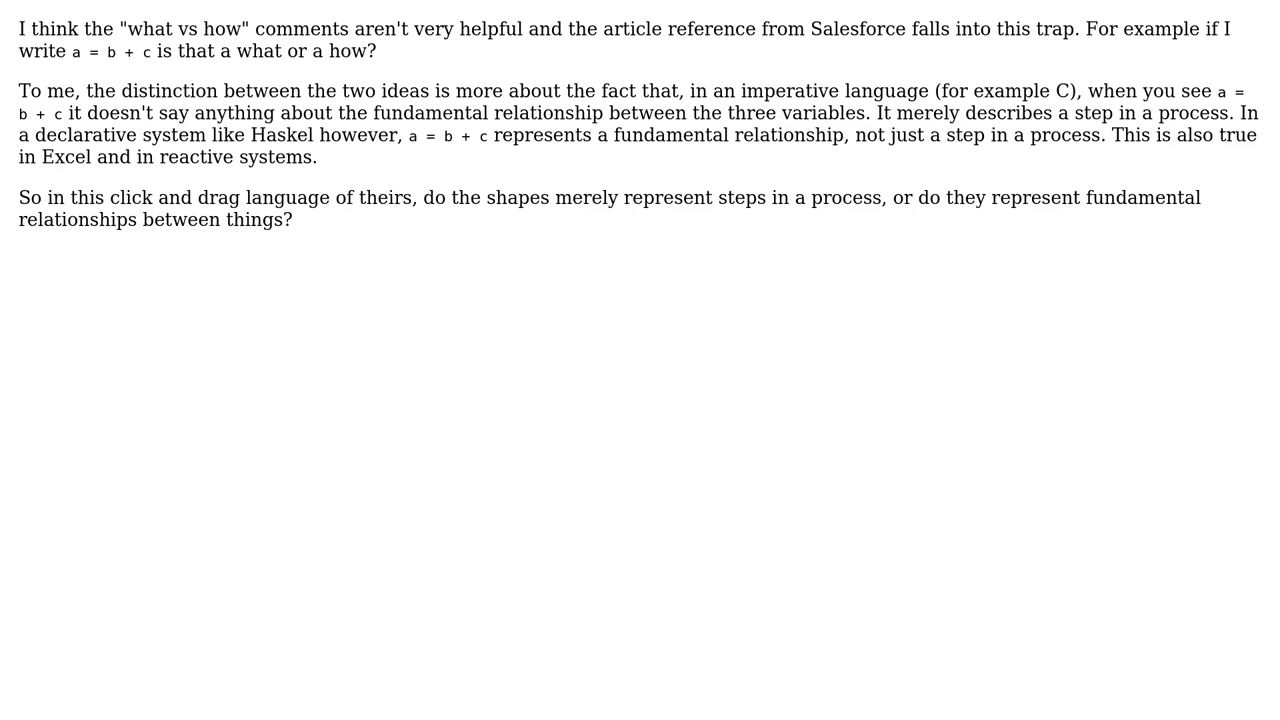 I think the "what vs how" comments aren't very helpful and the article reference from Salesforce falls into this trap. For example if I
write a = b + c is that a what or a how?
To me, the distinction between the two ideas is more about the fact that, in an imperative language (for example C), when you see a =
b + c it doesn't say anything about the fundamental relationship between the three variables. It merely describes a step in a process. In
a declarative system like Haskel however, a = b + c represents a fundamental relationship, not just a step in a process. This is also true
in Excel and in reactive systems.
So in this click and drag language of theirs, do the shapes merely represent steps in a process, or do they represent fundamental
relationships between things?